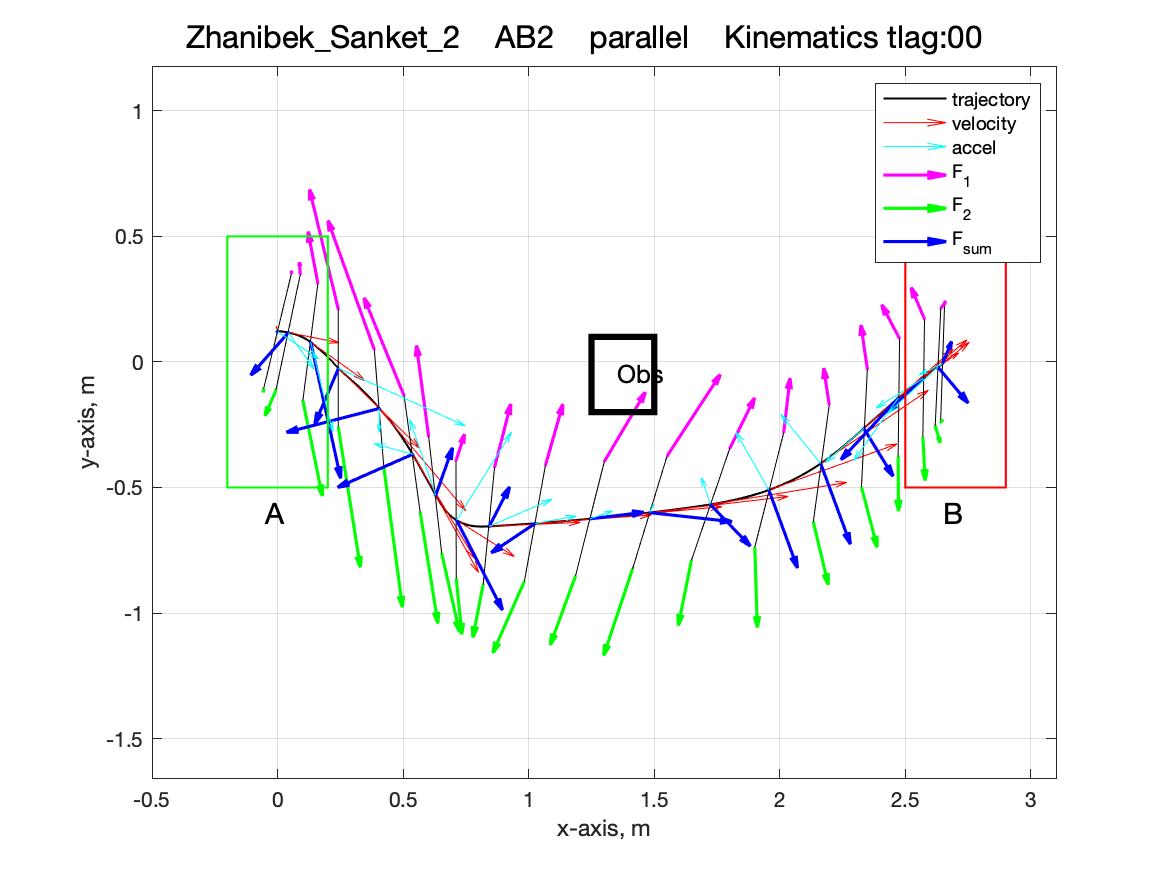 Zhanibek_Sanket_2 AB2 parallel Kinematics tlag:00
trajectory
velocity
accel
F1
F2
Fsum
1
0.5
0
-0.5
-1
-1.5
y-axis, m
Obs
A
B
-0.5 0 0.5 1 1.5 2 2.5 3
x-axis, m